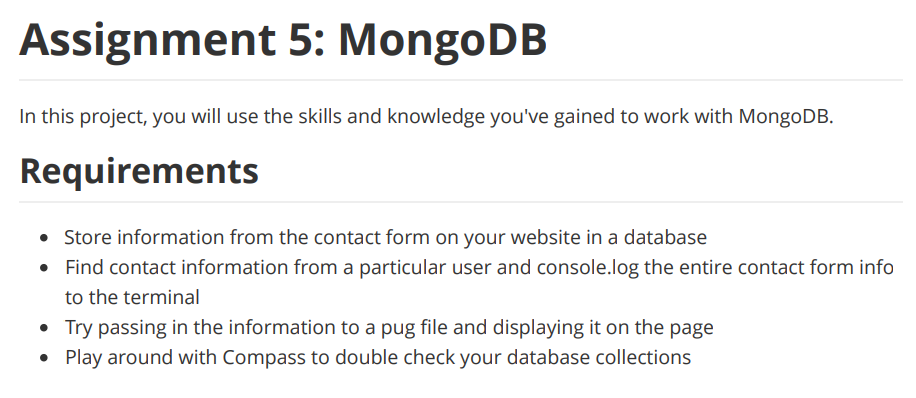 Assignment 5: MongoDB
In this project, you will use the skills and knowledge you've gained to work with MongoDB.
Requirements
• Store information from the contact form on your website in a database
• Find contact information from a particular user and console.log the entire contact form info
to the terminal
• Try passing in the information to a pug file and displaying it on the page
• Play around with Compass to double check your database collections